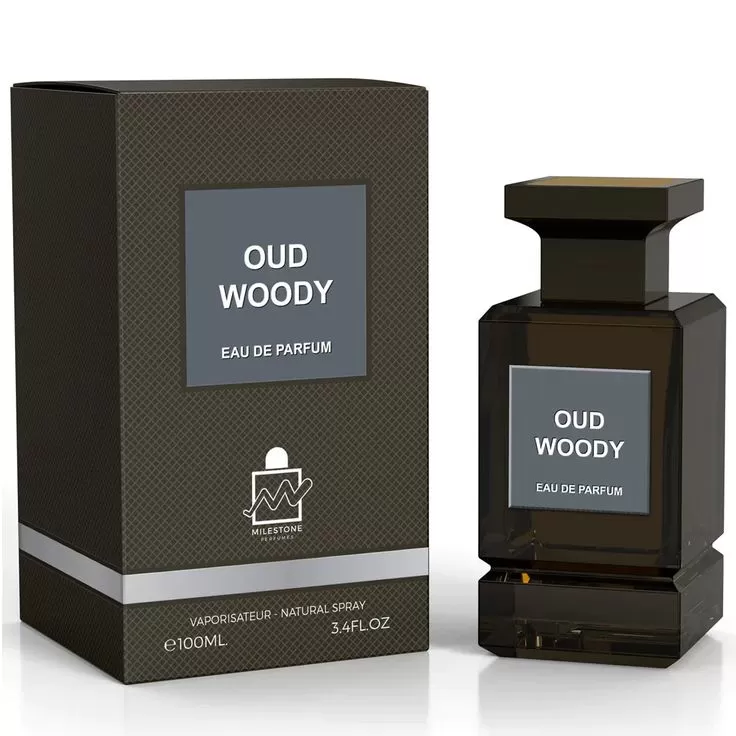 OUD
WOODY
EAU DE PARFUM
MILESTONE
PERFUMES
VAPORISATEUR - NATURAL SPRAY
℮100ML.
3.4FL.OZ
OUD
WOODY
EAU DE PARFUM